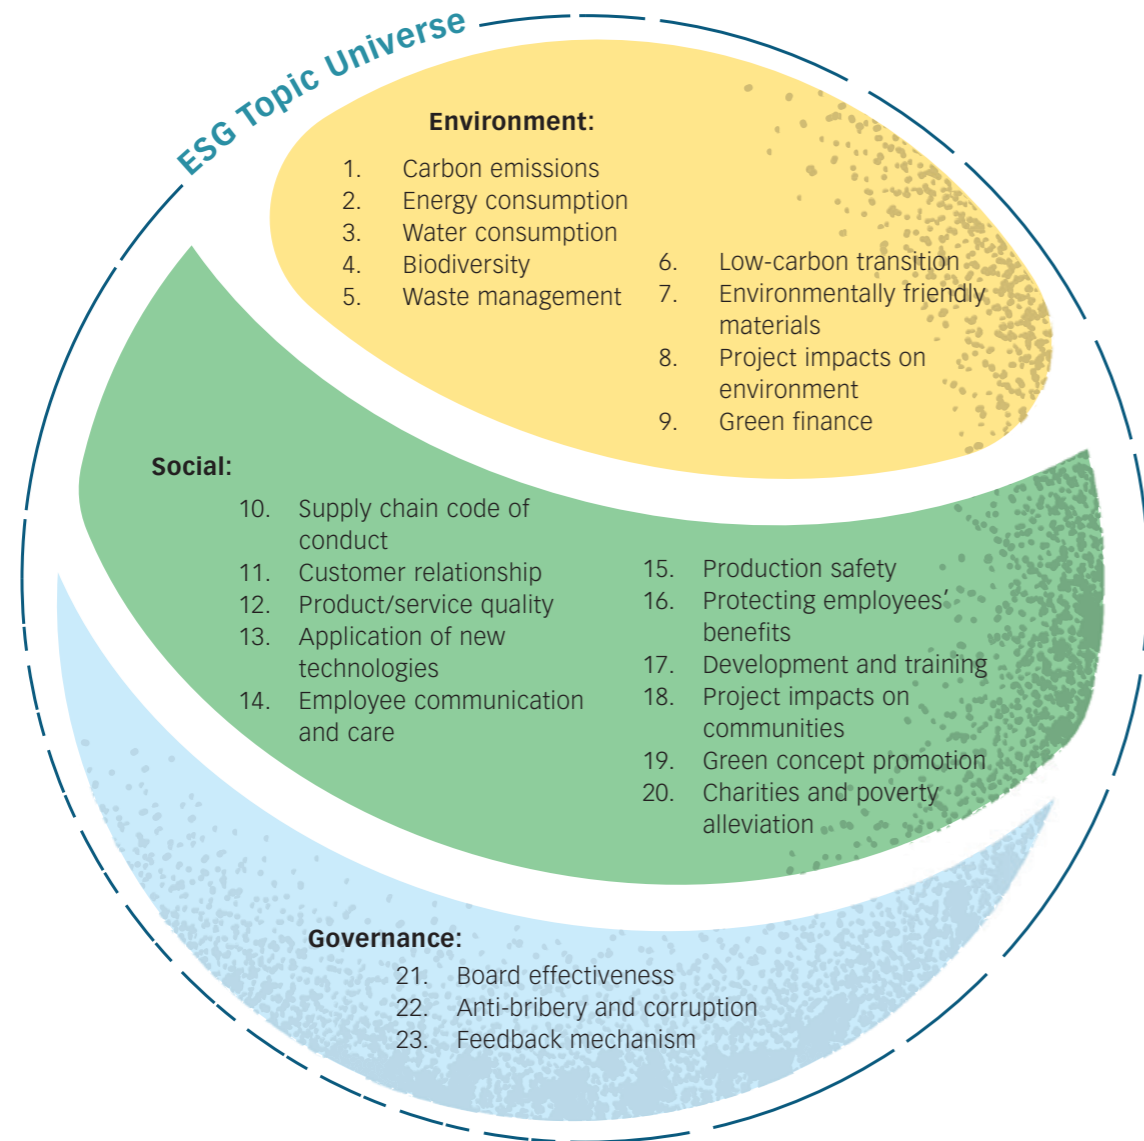 ESG Topic Universe
Environment:
1. Carbon emissions
2. Energy consumption
3. Water consumption
4. Biodiversity
5. Waste management
6. Low-carbon transition
7. Environmentally friendly
materials
8. Project impacts on
environment
9. Green finance
Social:
10. Supply chain code of
conduct
11. Customer relationship
12. Product/service quality
13. Application of new
technologies
14. Employee communication
and care
15. Production safety
16. Protecting employees’
benefits
17. Development and training
18. Project impacts on
communities
19. Green concept promotion
20. Charities and poverty
alleviation
Governance:
21. Board effectiveness
22. Anti-bribery and corruption
23. Feedback mechanism